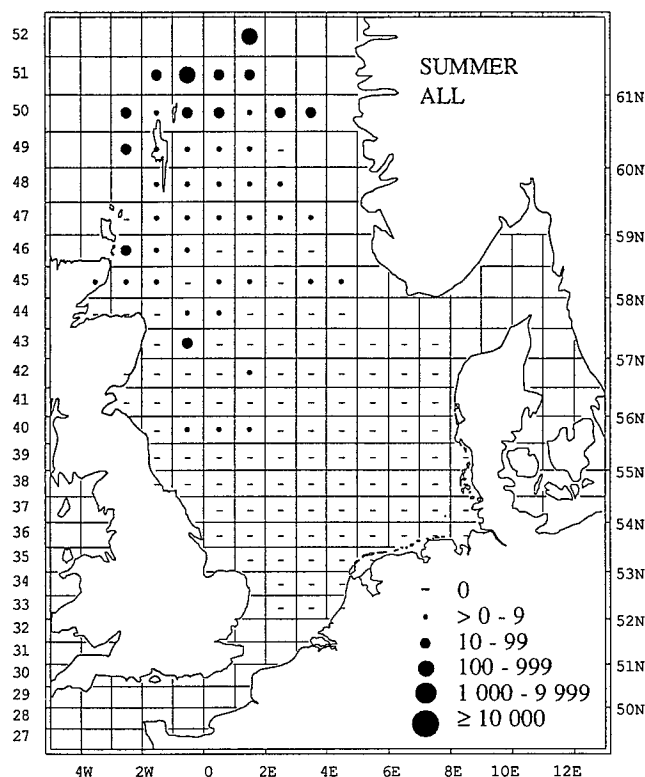 52
51
50
49
48
47
46
45
44
43
42
41
40
39
38
37
36
35
34
33
32
31
30
29
28
27
SUMMER
ALL
61N
60N
59N
58N
57N
56N
55N
54N
53N
52N
51N
50N
- 0
> 0 - 9
10 - 99
100 - 999
1 000 - 9 999
≥ 10 000
4W 2W 0 2E 4E 6E 8E 10E 12E